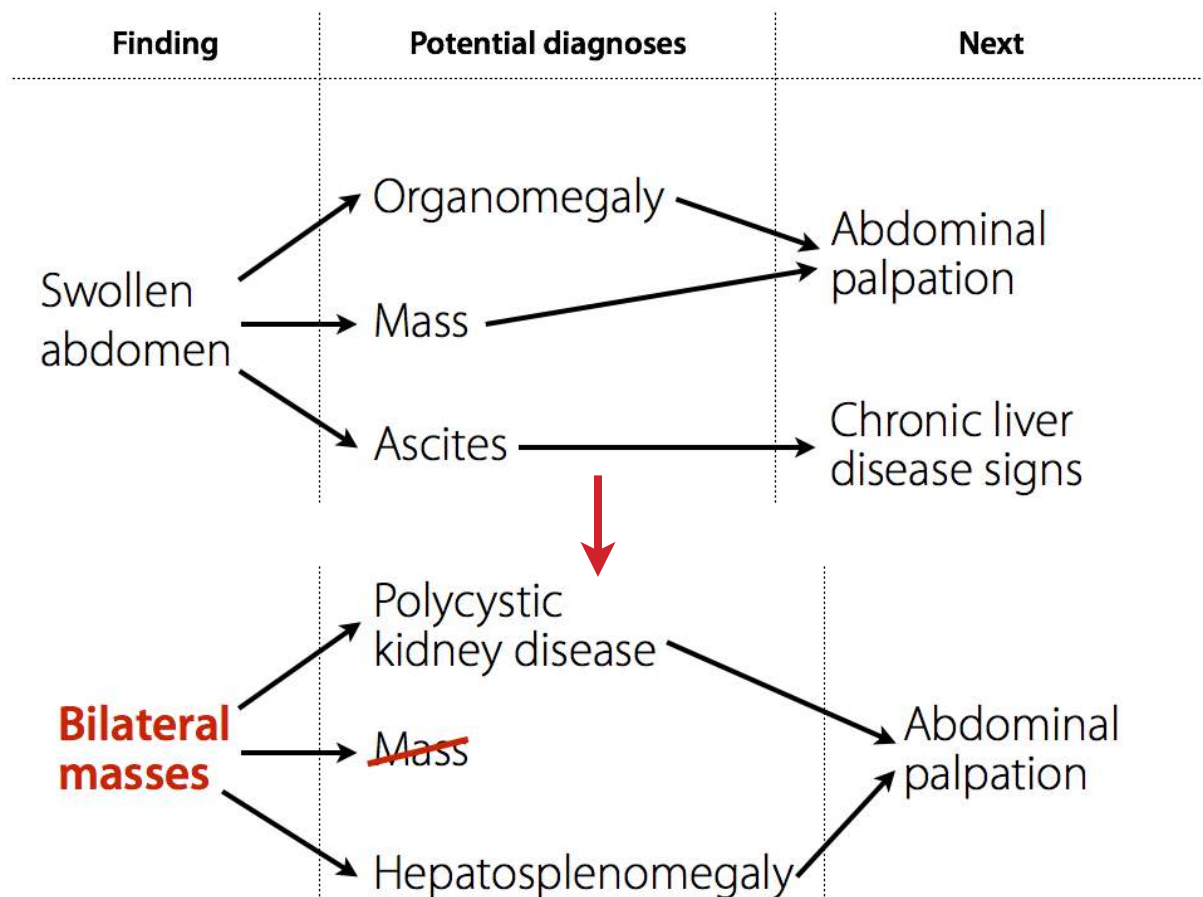 Finding
Potential diagnoses
Next
Swollen
abdomen
Organomegaly
Mass
Ascites
Abdominal
palpation
Chronic liver
disease signs
Bilateral
masses
Polycystic
kidney disease
Mass
Hepatosplenomegaly
Abdominal
palpation